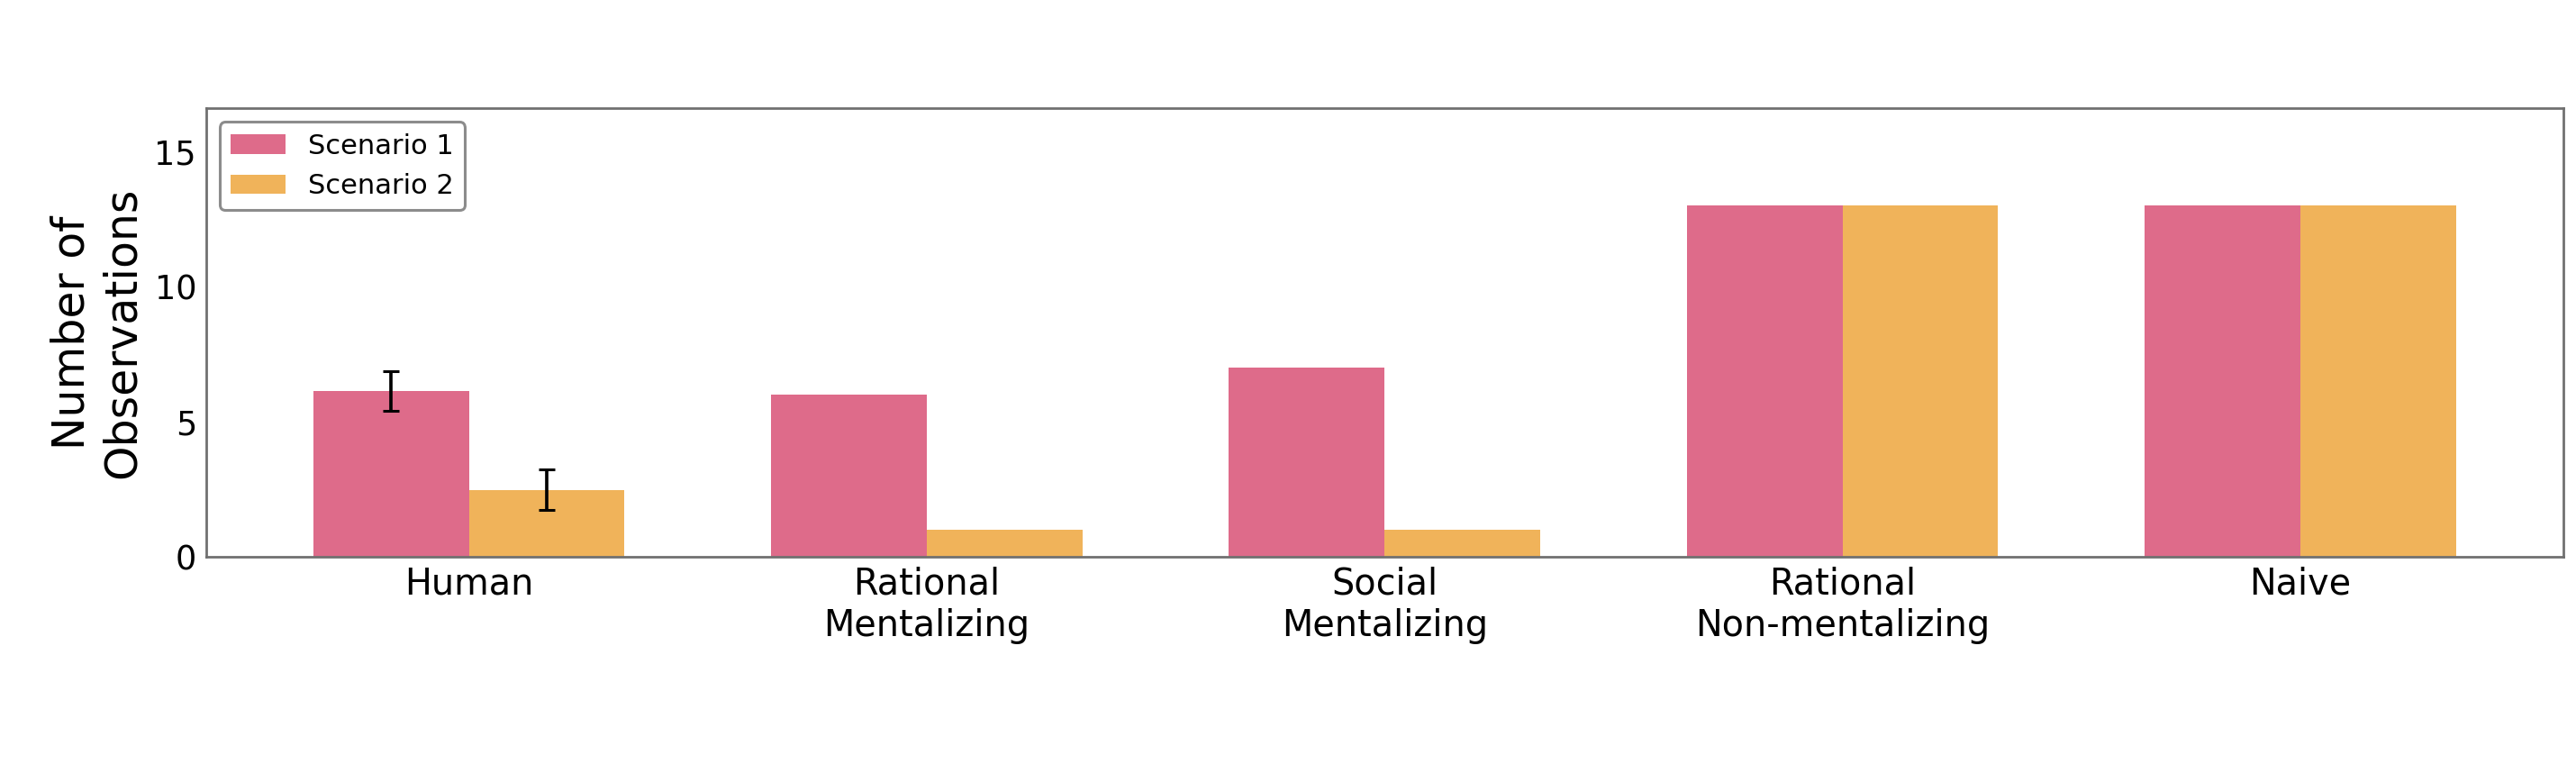 Number of
Observations
15
10
5
0
Scenario 1
Scenario 2
Human
Rational
Mentalizing
Social
Mentalizing
Rational
Non-mentalizing
Naive